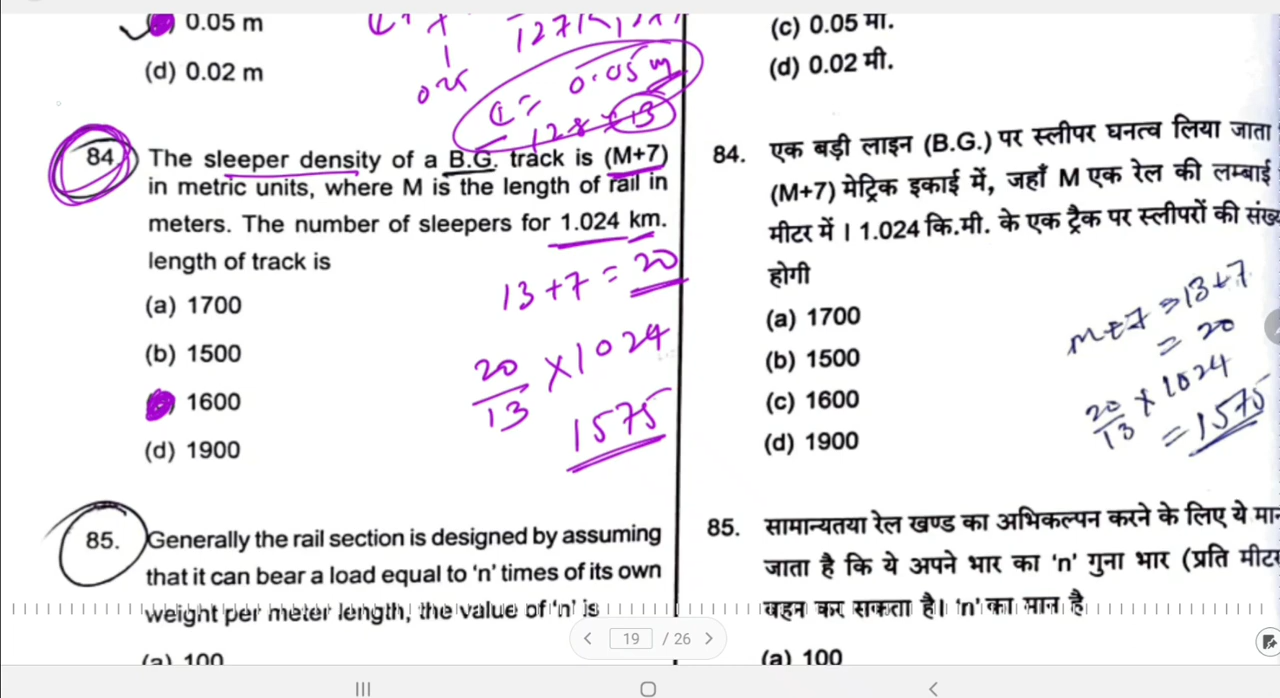 0.05 m
(d) 0.02 m
0.05 m
128 × 13
84. The sleeper density of a B.G. track is (M+7)
in metric units, where M is the length of rail in
meters. The number of sleepers for 1.024 km.
length of track is
(a) 1700
(b) 1500
1600
(d) 1900
13+7 = 20
20/13 × 1024
1575
85. Generally the rail section is designed by assuming
that it can bear a load equal to 'n' times of its own
weight per meter length, the value of 'n' is
(a) 100
(c) 0.05 मी.
(d) 0.02 मी.
84. एक बड़ी लाइन (B.G.) पर स्लीपर घनत्व लिया जाता
(M+7) मेट्रिक इकाई में, जहाँ M एक रेल की लम्बाई
मीटर में । 1.024 कि.मी. के एक ट्रैक पर स्लीपरों की संख्य
होगी
(a) 1700
(b) 1500
(c) 1600
(d) 1900
M+7 => 13+7
= 20
20/13 × 1024
= 1575
85. सामान्यतया रेल खण्ड का अभिकल्पन करने के लिए ये मान
जाता है कि ये अपने भार का 'n' गुना भार (प्रति मीटर
वहन कर सकता है। 'n' का मान है
(a) 100
19 / 26